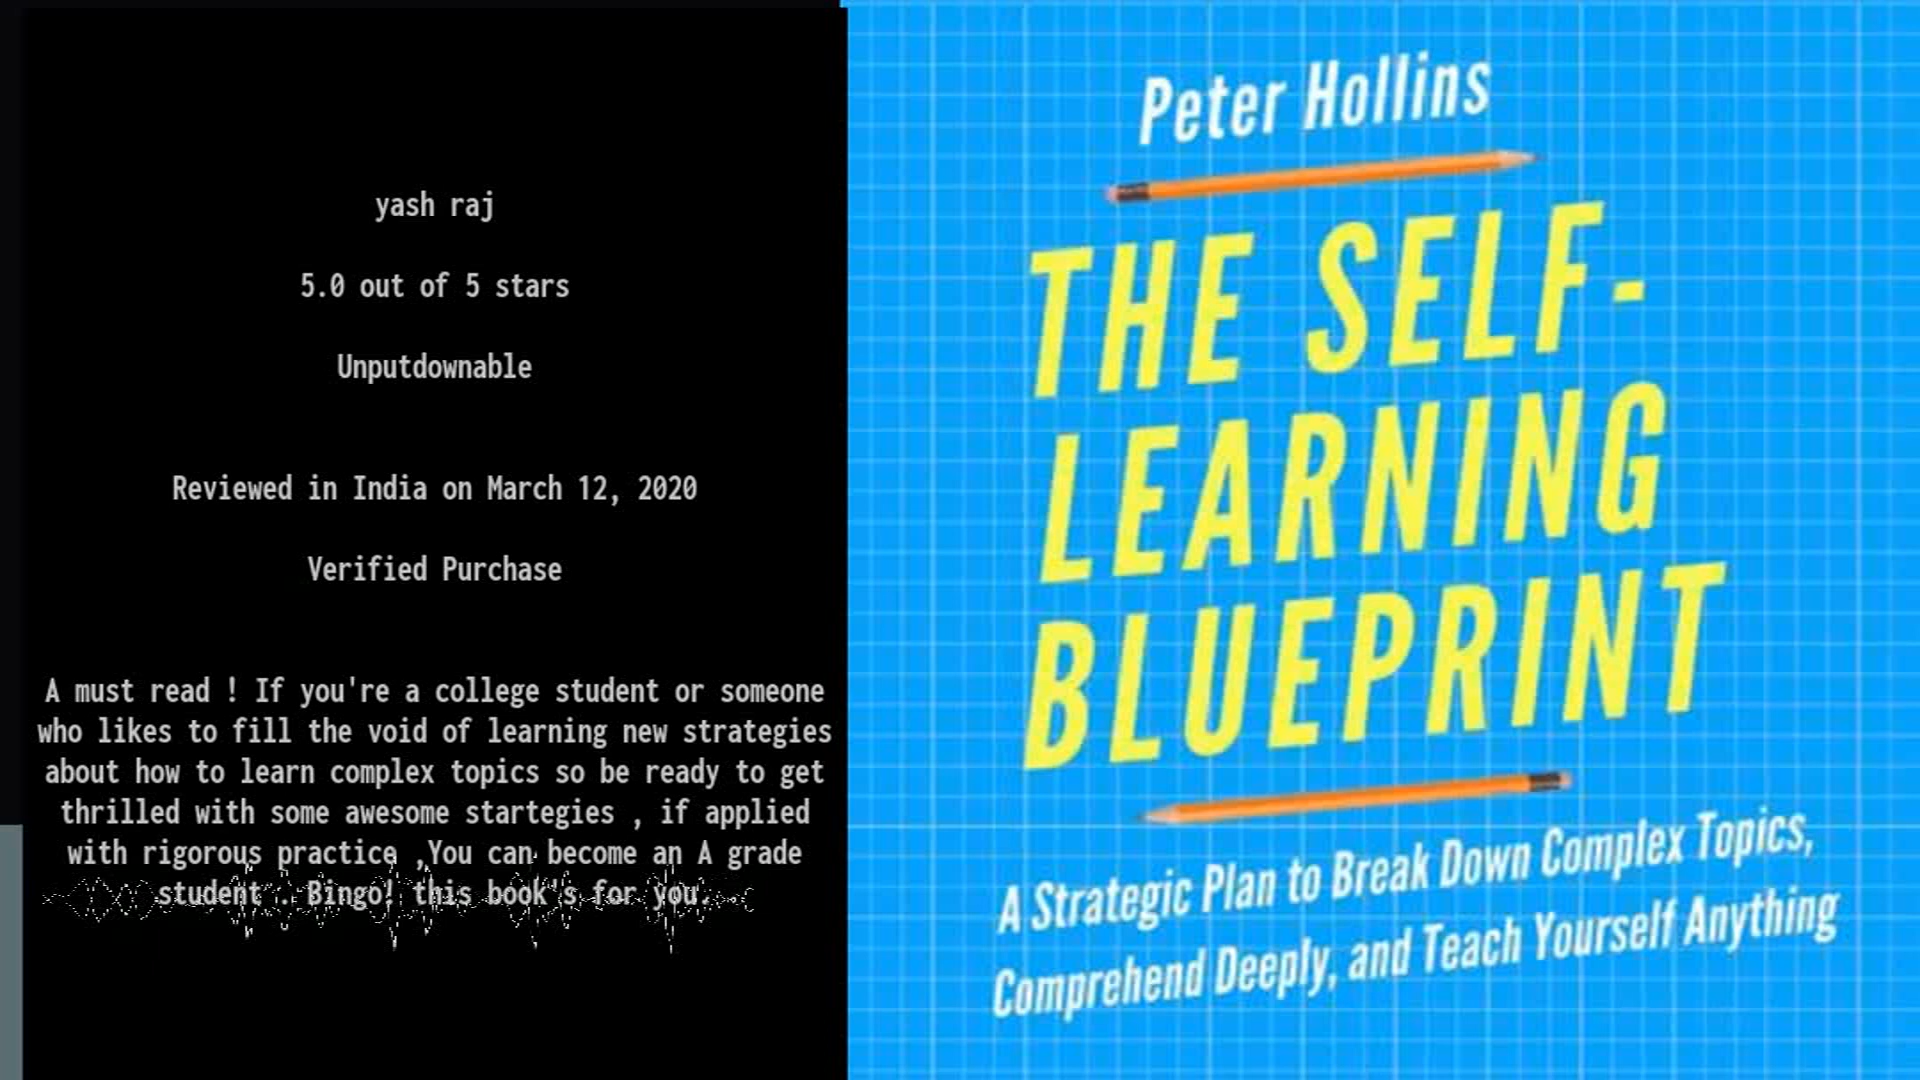 yash raj
5.0 out of 5 stars
Unputdownable
Reviewed in India on March 12, 2020
Verified Purchase
A must read ! If you're a college student or someone
who likes to fill the void of learning new strategies
about how to learn complex topics so be ready to get
thrilled with some awesome startegies , if applied
with rigorous practice ,You can become an A grade
student . Bingo! this book's for you.
Peter Hollins
THE SELF-
LEARNING
BLUEPRINT
A Strategic Plan to Break Down Complex Topics,
Comprehend Deeply, and Teach Yourself Anything